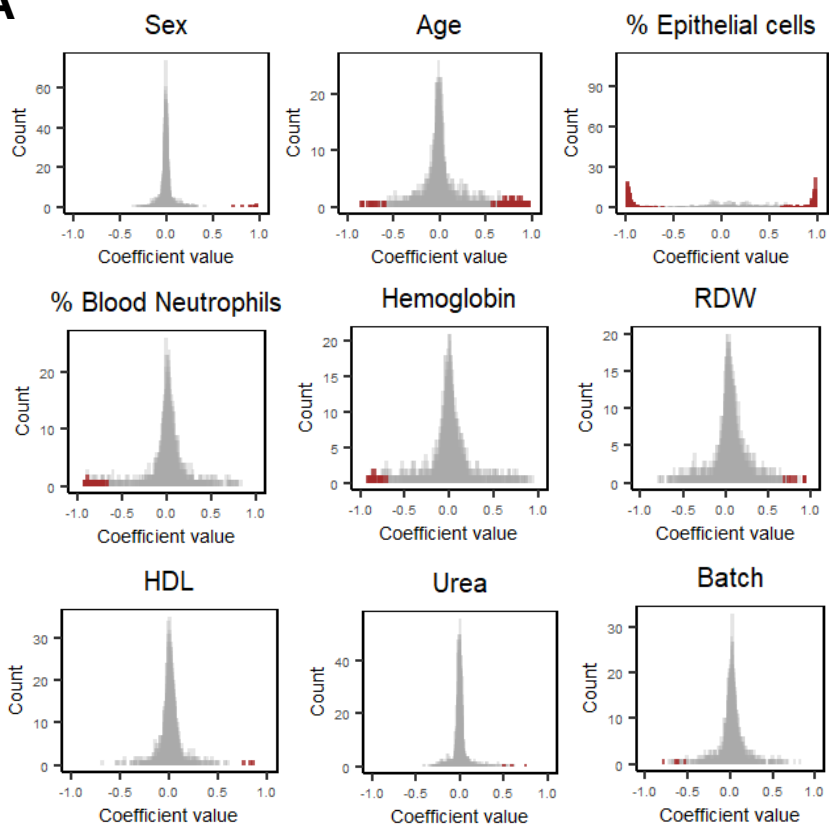 A
Sex Age % Epithelial cells
Count 60 40 20 0 -1.0 -0.5 0.0 0.5 1.0 Coefficient value
Count 20 10 0 -1.0 -0.5 0.0 0.5 1.0 Coefficient value
Count 90 60 30 0 -1.0 -0.5 0.0 0.5 1.0 Coefficient value
% Blood Neutrophils Hemoglobin RDW
Count 20 10 0 -1.0 -0.5 0.0 0.5 1.0 Coefficient value
Count 20 15 10 5 0 -1.0 -0.5 0.0 0.5 1.0 Coefficient value
Count 20 15 10 5 0 -1.0 -0.5 0.0 0.5 1.0 Coefficient value
HDL Urea Batch
Count 30 20 10 0 -1.0 -0.5 0.0 0.5 1.0 Coefficient value
Count 40 20 0 -1.0 -0.5 0.0 0.5 1.0 Coefficient value
Count 30 20 10 0 -1.0 -0.5 0.0 0.5 1.0 Coefficient value